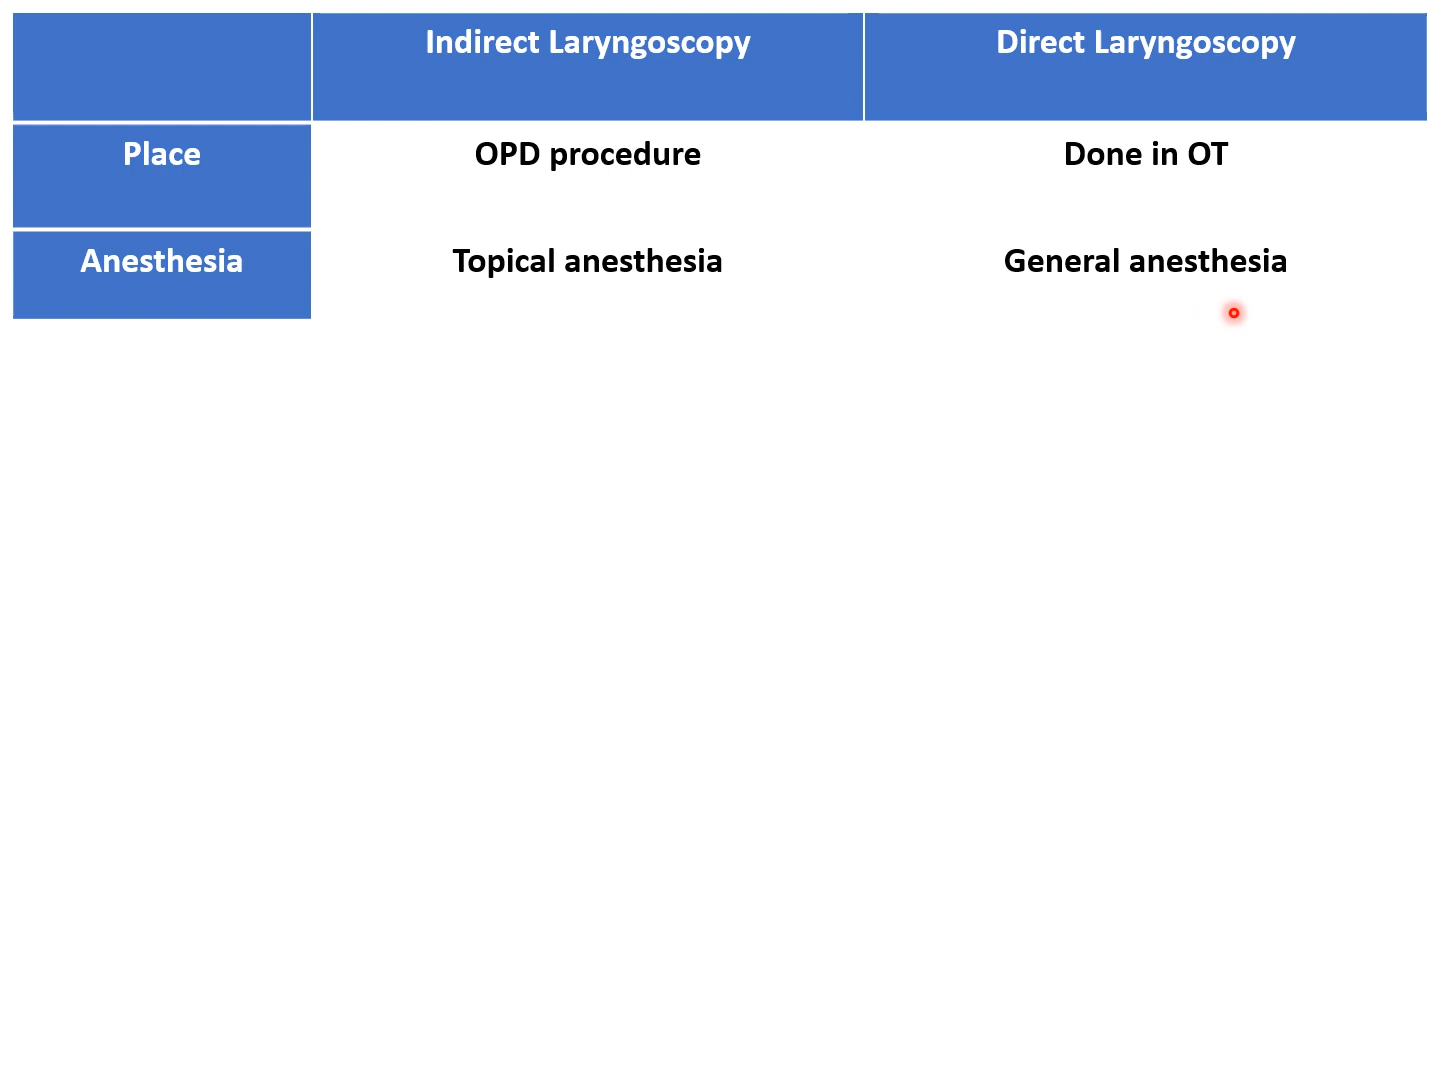 Indirect Laryngoscopy
Direct Laryngoscopy
Place
OPD procedure
Done in OT
Anesthesia
Topical anesthesia
General anesthesia